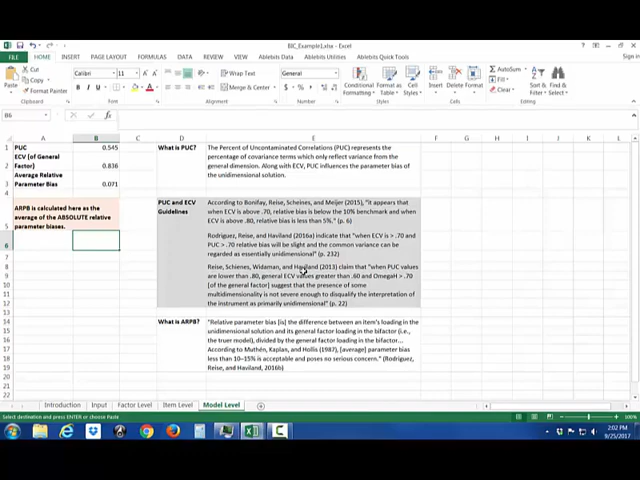 BIC_Example1.xlsx - Excel
FILE HOME INSERT PAGE LAYOUT FORMULAS DATA REVIEW VIEW Ablebits Data Ablebits Utilities Ablebits Quick Tools
Sign in
Cut
Copy
Format Painter
Paste
Calibri 11
Wrap Text
Merge & Center
General
Conditional Formatting
Format as Table
Cell Styles
Insert Delete Format
AutoSum
Fill
Clear
Sort & Filter
Find & Select
Clipboard Font Alignment Number Styles Cells Editing
B6
A B D E F G H I J K L
PUC 0.545
ECV (of General Factor) 0.836
Average Relative
Parameter Bias 0.071
ARPB is calculated here as the
average of the ABSOLUTE relative
parameter biases.
What is PUC?
The Percent of Uncontaminated Correlations (PUC) represents the
percentage of covariance terms which only reflect variance from the
general dimension. Along with ECV, PUC influences the parameter bias of
the unidimensional solution.
PUC and ECV
Guidelines
According to Bonifay, Reise, Scheines, and Meijer (2015), "it appears that
when ECV is above .70, relative bias is below the 10% benchmark and when
ECV is above .80, relative bias is less than 5%." (p. 6)
Rodriguez, Reise, and Haviland (2016a) indicate that "when ECV is > .70 and
PUC > .70 relative bias will be slight and the common variance can be
regarded as essentially unidimensional" (p. 232)
Reise, Schienes, Widaman, and Haviland (2013) claim that "when PUC values
are lower than .80, general ECV values greater than .60 and OmegaH > .70
[of the general factor] suggest that the presence of some
multidimensionality is not severe enough to disqualify the interpretation of
the instrument as primarily unidimensional" (p. 22)
What is ARPB?
"Relative parameter bias [is] the difference between an item's loading in the
unidimensional solution and its general factor loading in the bifactor (i.e.,
the truer model), divided by the general factor loading in the bifactor...
According to Muthén, Kaplan, and Hollis (1987), [average] parameter bias
less than 10–15% is acceptable and poses no serious concern." (Rodriguez,
Reise, and Haviland, 2016b)
Introduction Input Factor Level Item Level Model Level
Select destination and press ENTER or choose Paste
100%
2:02 PM
9/25/2017